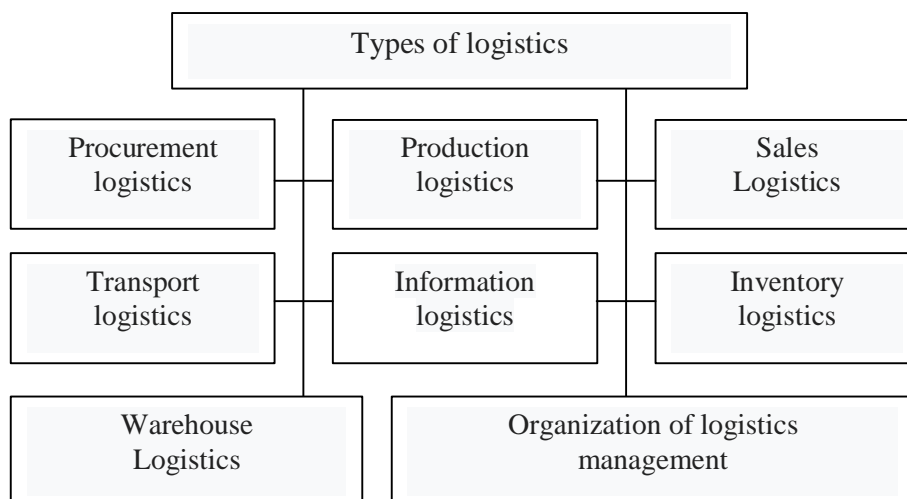 Types of logistics
Procurement
logistics
Production
logistics
Sales
Logistics
Transport
logistics
Information
logistics
Inventory
logistics
Warehouse
Logistics
Organization of logistics
management